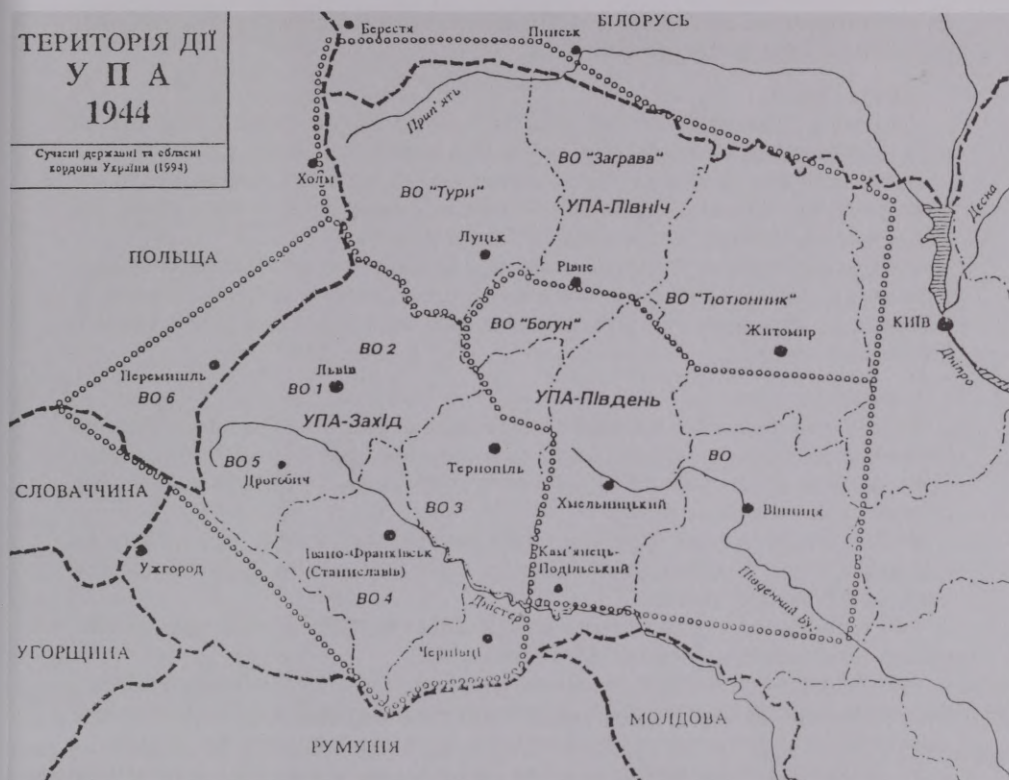 ТЕРИТОРІЯ ДІЇ
УПА
1944
Сучасні державні та обласні
кордони України (1994)
БІЛОРУСЬ
Берестя
Пинськ
Прип'ять
ВО "Заграва"
Холм
ВО "Тури"
УПА-Північ
Десна
ПОЛЬЩА
Луцьк
Рівне
ВО "Тютюнник"
ВО "Богун"
Житомир
КИЇВ
Дніпро
ВО 2
Львів
Перемишль
ВО 1
ВО 6
УПА-Південь
УПА-Захід
ВО 5
Дрогобич
Тернопіль
ВО
СЛОВАЧЧИНА
Хмельницький
Вінниця
ВО 3
Ужгород
Івано-Франківськ
(Станиславів)
Кам'янець-
Подільський
ВО 4
Дністер
Південний Буг
Чернівці
УГОРЩИНА
МОЛДОВА
РУМУНІЯ